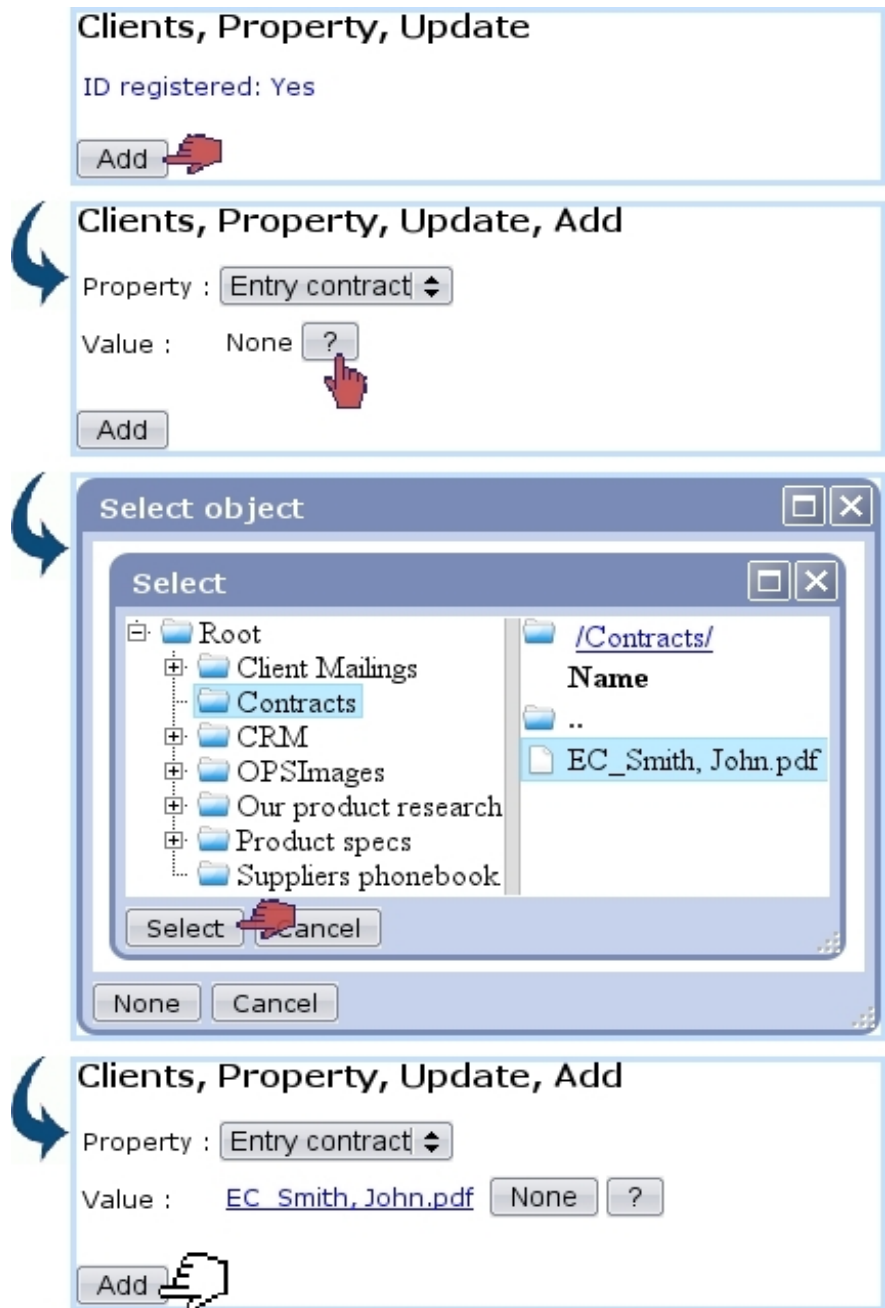 Clients, Property, Update
ID registered: Yes
Add
Clients, Property, Update, Add
Property : Entry contract
Value : None ?
Add
Select object
Select
Root
Client Mailings
Contracts
CRM
OPSImages
Our product research
Product specs
Suppliers phonebook
/Contracts/
Name
..
EC_Smith, John.pdf
Select Cancel
None Cancel
Clients, Property, Update, Add
Property : Entry contract
Value : EC_Smith, John.pdf None ?
Add